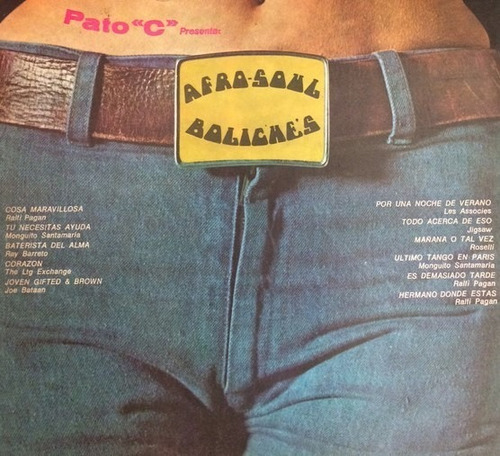 Pato "C" Presenta:
AFRO-SOUL
BOLICHES
COSA MARAVILLOSA
Ralfi Pagan
TU NECESITAS AYUDA
Monguito Santamaria
BATERISTA DEL ALMA
Ray Barreto
CORAZON
The Ltg Exchange
JOVEN GIFTED & BROWN
Joe Bataan
POR UNA NOCHE DE VERANO
Les Associes
TODO ACERCA DE ESO
Jigsaw
MAÑANA O TAL VEZ
Roselli
ULTIMO TANGO EN PARIS
Monguito Santamaria
ES DEMASIADO TARDE
Ralfi Pagan
HERMANO DONDE ESTAS
Ralfi Pagan